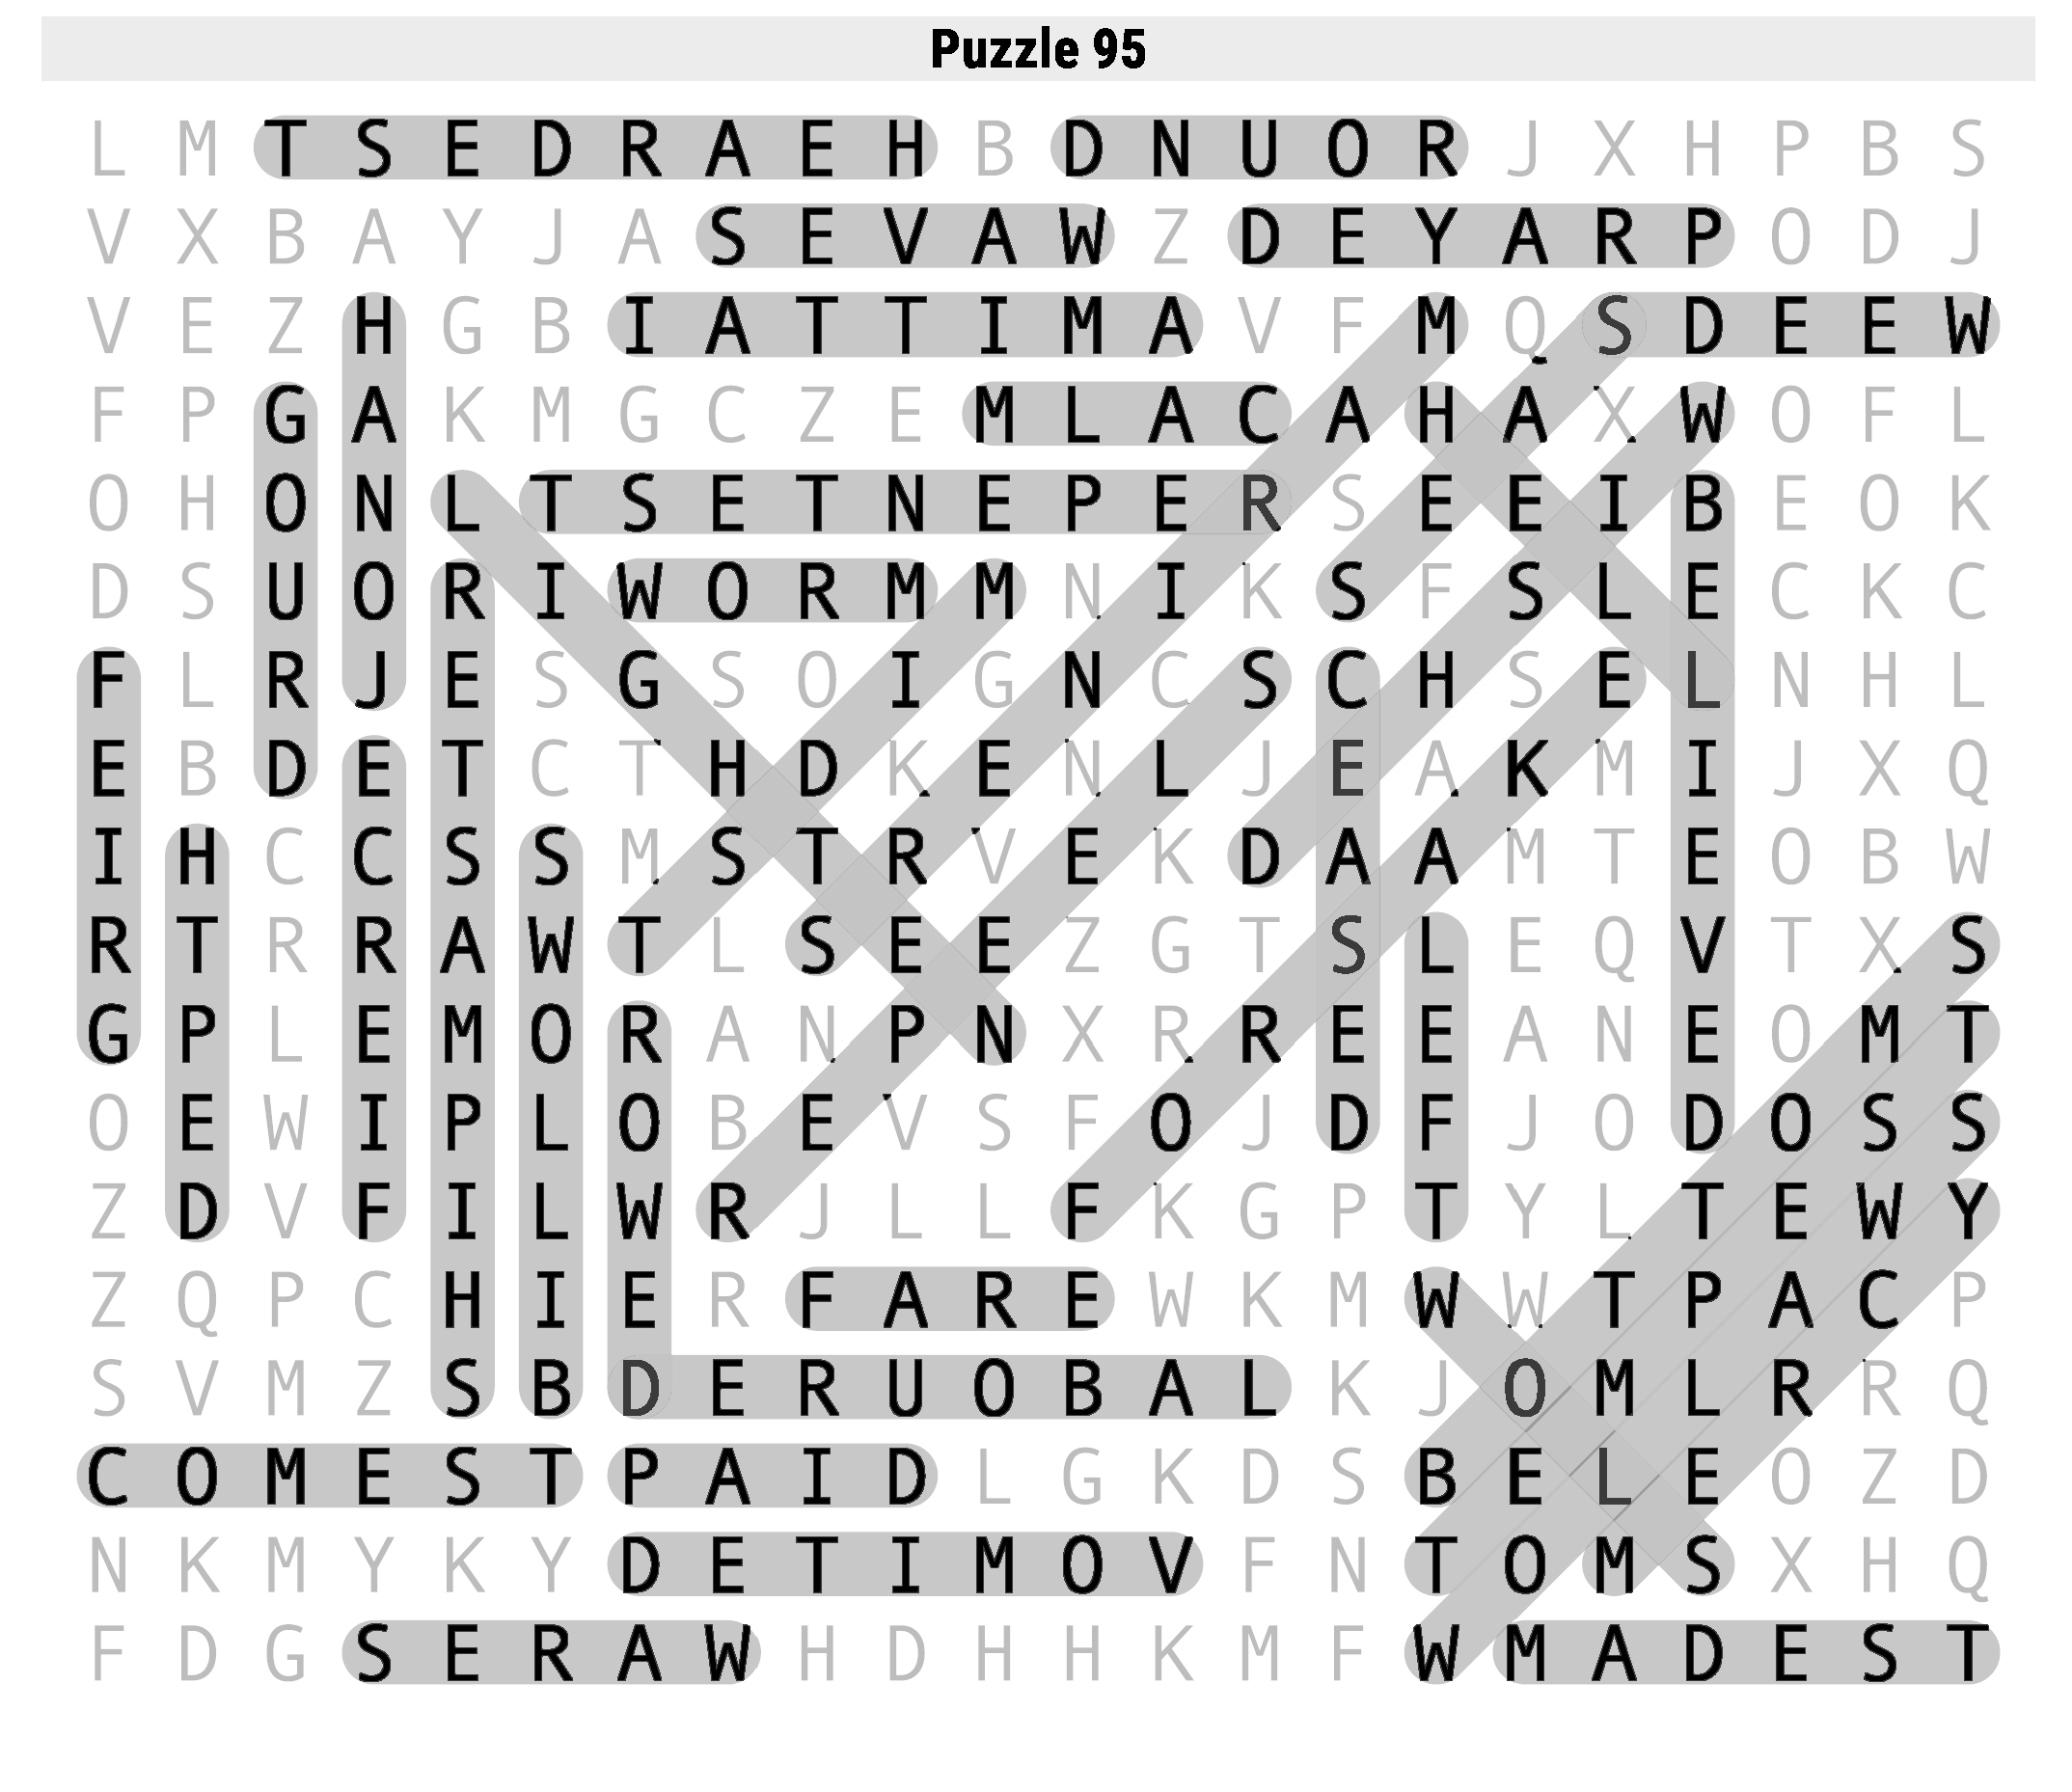 Puzzle 95
L M T S E D R A E H B D N U O R J X H P B S
V X B A Y J A S E V A W Z D E Y A R P O D J
V E Z H G B I A T T I M A V F M Q S D E E W
F P G A K M G C Z E M L A C A H A X W O F L
O H O N L T S E T N E P E R S E E I B E O K
D S U O R I W O R M M N I K S F S L E C K C
F L R J E S G S O I G N C S C H S E L N H L
E B D E T C T H D K E N L J E A K M I J X Q
I H C C S S M S T R V E K D A A M T E O B W
R T R R A W T L S E E Z G T S L E Q V T X S
G P L E M O R A N P N X R R E E A N E O M T
O E W I P L O B E V S F O J D F J O D O S S
Z D V F I L W R J L L F K G P T Y L T E W Y
Z Q P C H I E R F A R E W K M W W T P A C P
S V M Z S B D E R U O B A L K J O M L R R Q
C O M E S T P A I D L G K D S B E L E O Z D
N K M Y K Y D E T I M O V F N T O M S X H Q
F D G S E R A W H D H H K M F W M A D E S T